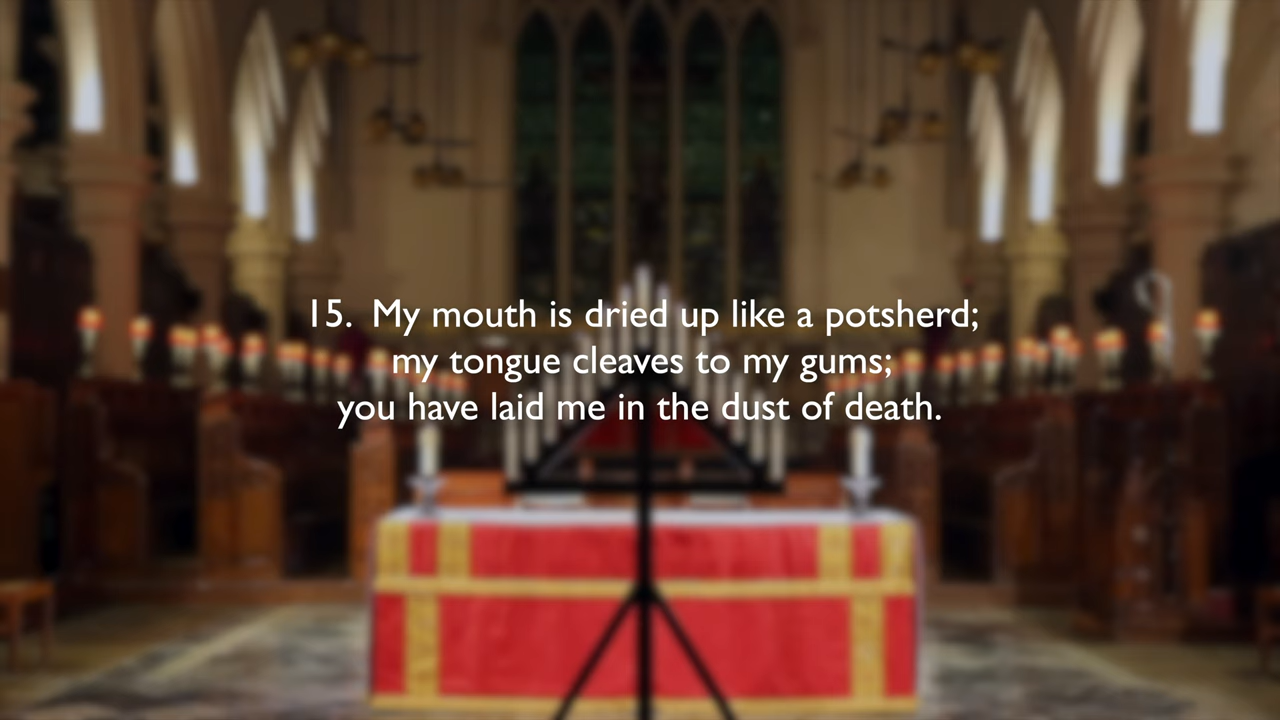 15. My mouth is dried up like a potsherd;
my tongue cleaves to my gums;
you have laid me in the dust of death.